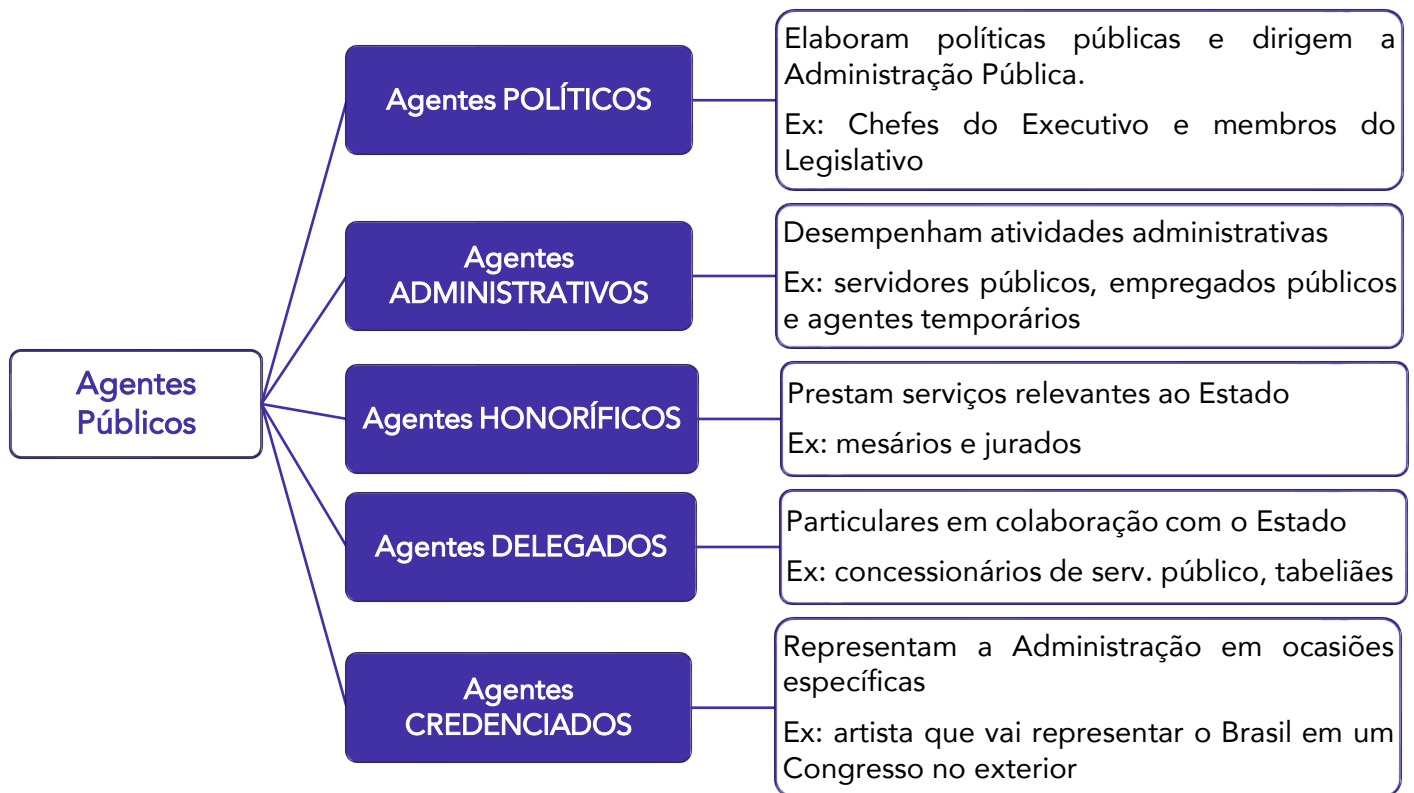 Agentes
Públicos
Agentes POLÍTICOS
Elaboram políticas públicas e dirigem a
Administração Pública.
Ex: Chefes do Executivo e membros do
Legislativo
Agentes
ADMINISTRATIVOS
Desempenham atividades administrativas
Ex: servidores públicos, empregados públicos
e agentes temporários
Agentes HONORÍFICOS
Prestam serviços relevantes ao Estado
Ex: mesários e jurados
Agentes DELEGADOS
Particulares em colaboração com o Estado
Ex: concessionários de serv. público, tabeliães
Agentes
CREDENCIADOS
Representam a Administração em ocasiões
específicas
Ex: artista que vai representar o Brasil em um
Congresso no exterior